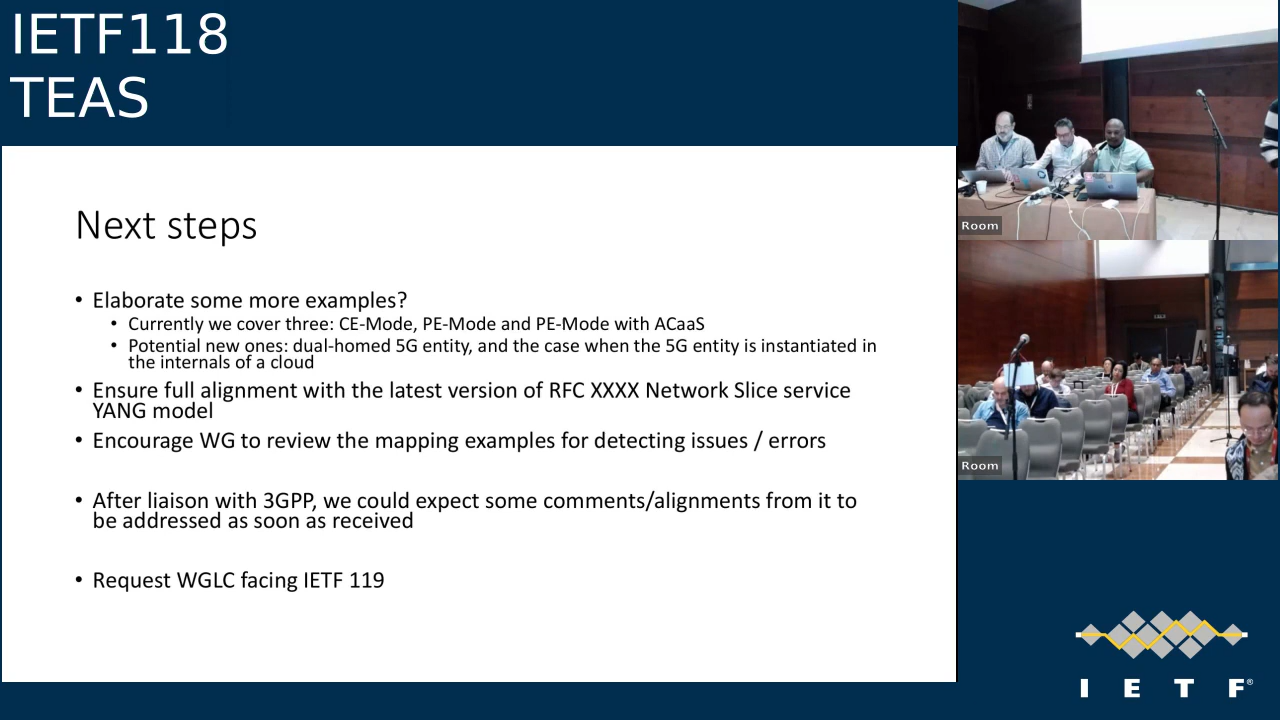 IETF118
TEAS
Next steps
• Elaborate some more examples?
• Currently we cover three: CE-Mode, PE-Mode and PE-Mode with ACaaS
• Potential new ones: dual-homed 5G entity, and the case when the 5G entity is instantiated in
the internals of a cloud
• Ensure full alignment with the latest version of RFC XXXX Network Slice service
YANG model
• Encourage WG to review the mapping examples for detecting issues / errors
• After liaison with 3GPP, we could expect some comments/alignments from it to
be addressed as soon as received
• Request WGLC facing IETF 119
Room
Room
I E T F®